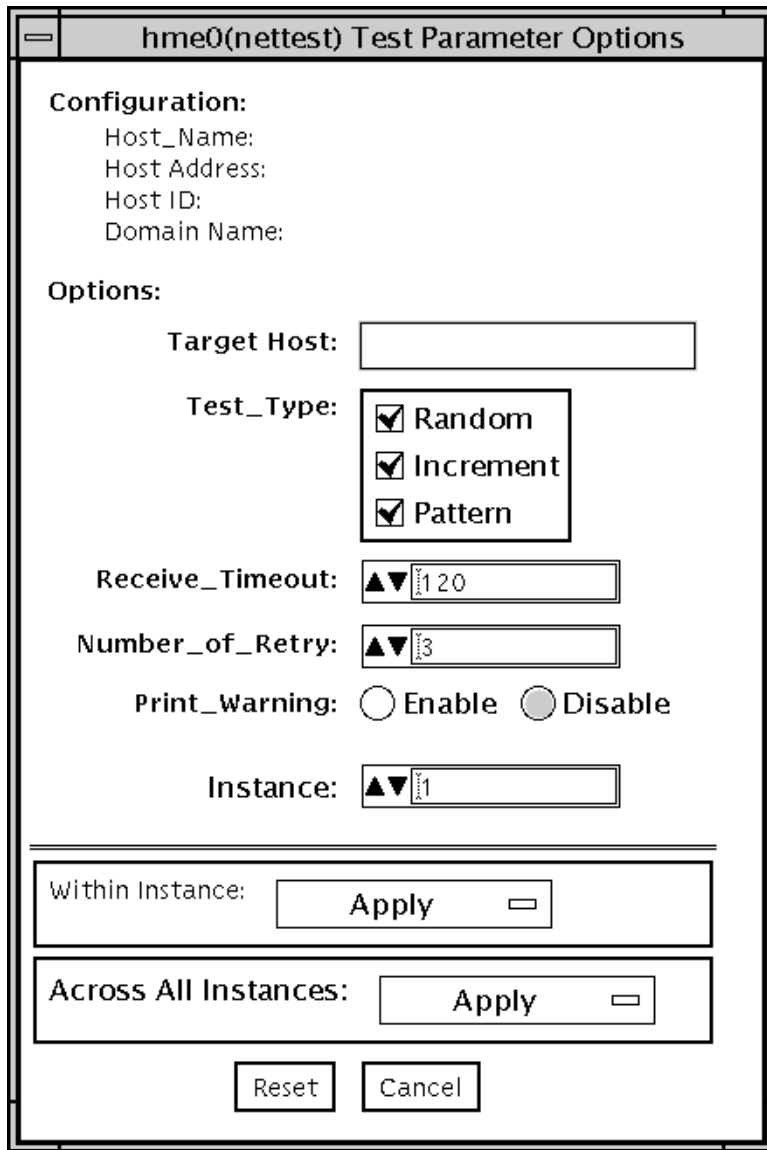 hme0(nettest) Test Parameter Options
Configuration:
Host_Name:
Host Address:
Host ID:
Domain Name:
Options:
Target Host:
Test_Type:
Random
Increment
Pattern
Receive_Timeout: 120
Number_of_Retry: 3
Print_Warning: Enable Disable
Instance: 1
Within Instance: Apply
Across All Instances: Apply
Reset Cancel